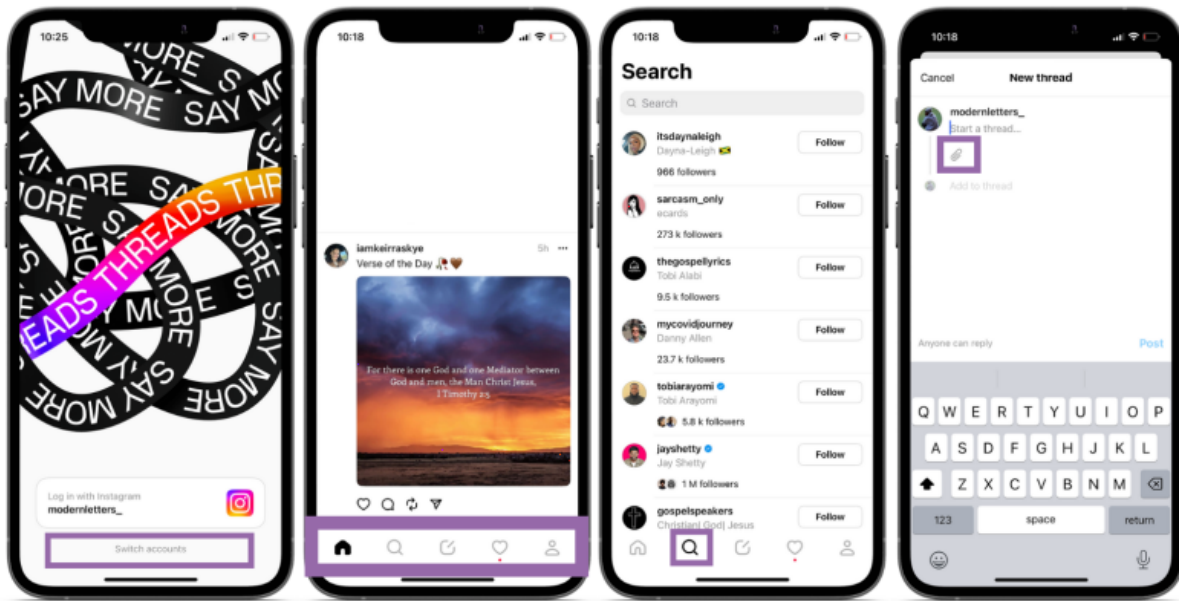 10:25
SAY MORE SAY MORE
THREADS THREADS
Log in with Instagram
modernletters_
Switch accounts
10:18
iamkeirraskye 5h
Verse of the Day
For there is one God and one Mediator between
God and men, the Man Christ Jesus,
1 Timothy 2:5
10:18
Search
Search
itsdaynaleigh
Dayna-Leigh
Follow
966 followers
sarcasm_only
ecards
Follow
273 k followers
thegospellyrics
Tobi Alabi
Follow
9.5 k followers
mycovidjourney
Danny Allen
Follow
23.7 k followers
tobiarayomi
Tobi Arayomi
Follow
5.8 k followers
jayshetty
Jay Shetty
Follow
1 M followers
gospelspeakers
Christian| God| Jesus
Follow
10:18
Cancel New thread
modernletters_
Start a thread...
Add to thread
Anyone can reply Post
Q W E R T Y U I O P
A S D F G H J K L
Z X C V B N M
123 space return